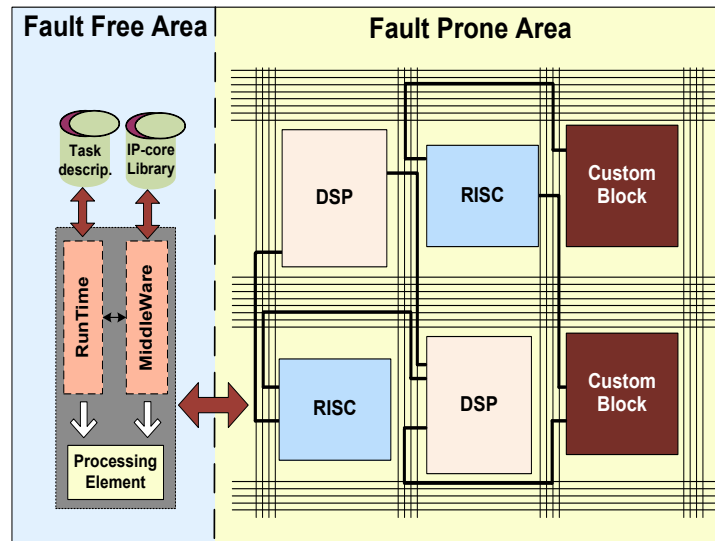 Fault Free Area
Fault Prone Area
Task
descrip.
IP-core
Library
RunTime
MiddleWare
Processing
Element
DSP
RISC
Custom
Block
RISC
DSP
Custom
Block